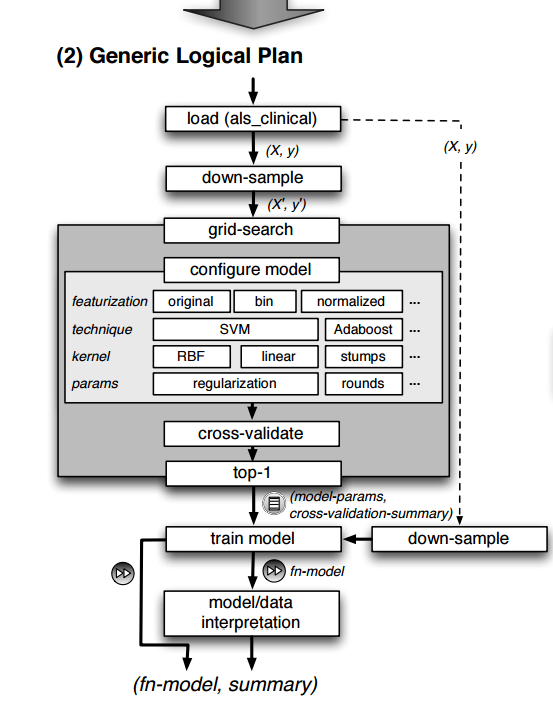 (2) Generic Logical Plan
load (als_clinical)
(X, y)
(X, y)
down-sample
(X', y')
grid-search
configure model
featurization original bin normalized ...
technique SVM Adaboost ...
kernel RBF linear stumps ...
params regularization rounds ...
cross-validate
top-1
(model-params,
cross-validation-summary)
train model
down-sample
fn-model
model/data
interpretation
(fn-model, summary)